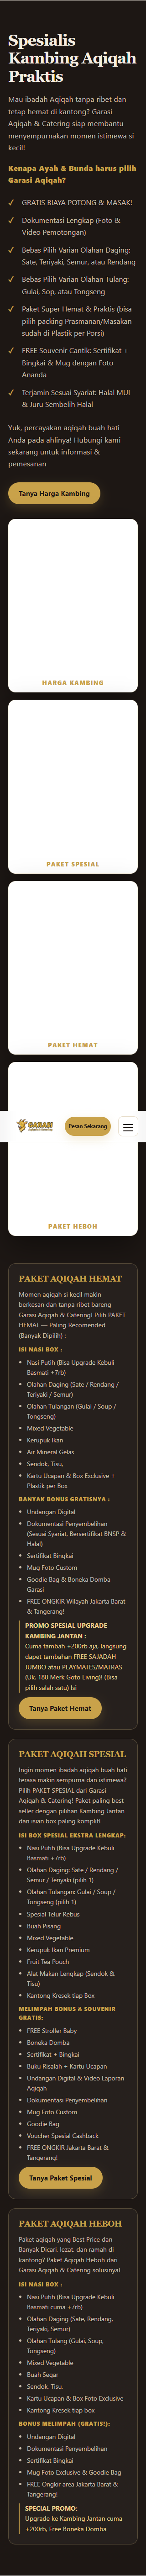 Spesialis
Kambing Aqiqah
Praktis
Mau ibadah Aqiqah tanpa ribet dan
tetap hemat di kantong? Garasi
Aqiqah & Catering siap membantu
menyempurnakan momen istimewa si
kecil!
Kenapa Ayah & Bunda harus pilih
Garasi Aqiqah?
✓ GRATIS BIAYA POTONG & MASAK!
✓ Dokumentasi Lengkap (Foto &
Video Pemotongan)
✓ Bebas Pilih Varian Olahan Daging:
Sate, Teriyaki, Semur, atau Rendang
✓ Bebas Pilih Varian Olahan Tulang:
Gulai, Sop, atau Tongseng
✓ Paket Super Hemat & Praktis (bisa
pilih packing Prasmanan/Masakan
sudah di Plastik per Porsi)
✓ FREE Souvenir Cantik: Sertifikat +
Bingkai & Mug dengan Foto
Ananda
✓ Terjamin Sesuai Syariat: Halal MUI
& Juru Sembelih Halal
Yuk, percayakan aqiqah buah hati
Anda pada ahlinya! Hubungi kami
sekarang untuk informasi &
pemesanan
Tanya Harga Kambing
HARGA KAMBING
PAKET SPESIAL
PAKET HEMAT
GARASI
Pesan Sekarang
PAKET HEBOH
PAKET AQIQAH HEMAT
Momen aqiqah si kecil makin
berkesan dan tanpa ribet bareng
Garasi Aqiqah & Catering! Pilih PAKET
HEMAT — Paling Recomended
(Banyak Dipilih) :
ISI NASI BOX :
• Nasi Putih (Bisa Upgrade Kebuli
Basmati +7rb)
• Olahan Daging (Sate / Rendang /
Teriyaki / Semur)
• Olahan Tulangan (Gulai / Soup /
Tongseng)
• Mixed Vegetable
• Kerupuk Ikan
• Air Mineral Gelas
• Sendok, Tisu,
• Kartu Ucapan & Box Exclusive +
Plastik per Box
BANYAK BONUS GRATISNYA :
• Undangan Digital
• Dokumentasi Penyembelihan
(Sesuai Syariat, Bersertifikat BNSP &
Halal)
• Sertifikat Bingkai
• Mug Foto Custom
• Goodie Bag & Boneka Domba
Garasi
• FREE ONGKIR Wilayah Jakarta Barat
& Tangerang!
PROMO SPESIAL UPGRADE
KAMBING JANTAN :
Cuma tambah +200rb aja, langsung
dapet tambahan FREE SAJADAH
JUMBO atau PLAYMATES/MATRAS
(Uk. 180 Merk Goto Living)! (Bisa
pilih salah satu) Isi
Tanya Paket Hemat
PAKET AQIQAH SPESIAL
Ingin momen ibadah aqiqah buah hati
terasa makin sempurna dan istimewa?
Pilih PAKET SPESIAL dari Garasi
Aqiqah & Catering! Paket paling best
seller dengan pilihan Kambing Jantan
dan isian box paling komplit!
ISI BOX SPESIAL EKSTRA LENGKAP:
• Nasi Putih (Bisa Upgrade Kebuli
Basmati +7rb)
• Olahan Daging: Sate / Rendang /
Semur / Teriyaki (pilih 1)
• Olahan Tulangan: Gulai / Soup /
Tongseng (pilih 1)
• Spesial Telur Rebus
• Buah Pisang
• Mixed Vegetable
• Kerupuk Ikan Premium
• Fruit Tea Pouch
• Alat Makan Lengkap (Sendok &
Tisu)
• Kantong Kresek tiap Box
MELIMPAH BONUS & SOUVENIR
GRATIS:
• FREE Stroller Baby
• Boneka Domba
• Sertifikat + Bingkai
• Buku Risalah + Kartu Ucapan
• Undangan Digital & Video Laporan
Aqiqah
• Dokumentasi Penyembelihan
• Mug Foto Custom
• Goodie Bag
• Voucher Spesial Cashback
• FREE ONGKIR Jakarta Barat &
Tangerang!
Tanya Paket Spesial
PAKET AQIQAH HEBOH
Paket aqiqah yang Best Price dan
Banyak Dicari, lezat, dan ramah di
kantong? Paket Aqiqah Heboh dari
Garasi Aqiqah & Catering solusinya!
ISI NASI BOX :
• Nasi Putih (Bisa Upgrade Kebuli
Basmati cuma +7rb)
• Olahan Daging (Sate, Rendang,
Teriyaki, Semur)
• Olahan Tulang (Gulai, Soup,
Tongseng)
• Mixed Vegetable
• Buah Segar
• Sendok, Tisu,
• Kartu Ucapan & Box Foto Exclusive
• Kantong Kresek tiap box
BONUS MELIMPAH (GRATIS!):
• Undangan Digital
• Dokumentasi Penyembelihan
• Sertifikat Bingkai
• Mug Foto Exclusive & Goodie Bag
• FREE Ongkir area Jakarta Barat &
Tangerang!
SPECIAL PROMO:
Upgrade ke Kambing Jantan cuma
+200rb, Free Boneka Domba